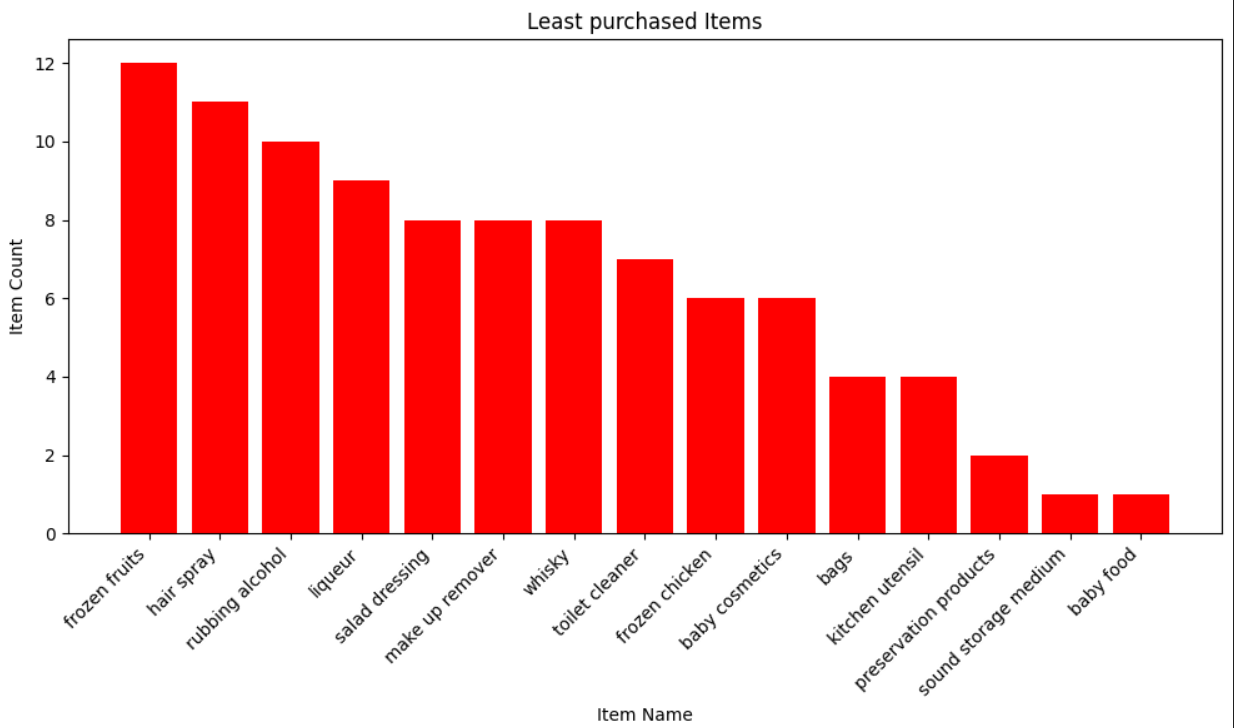 Least purchased Items
12
10
8
6
4
2
0
Item Count
frozen fruits
hair spray
rubbing alcohol
liqueur
salad dressing
make up remover
whisky
toilet cleaner
frozen chicken
baby cosmetics
bags
kitchen utensil
preservation products
sound storage medium
baby food
Item Name